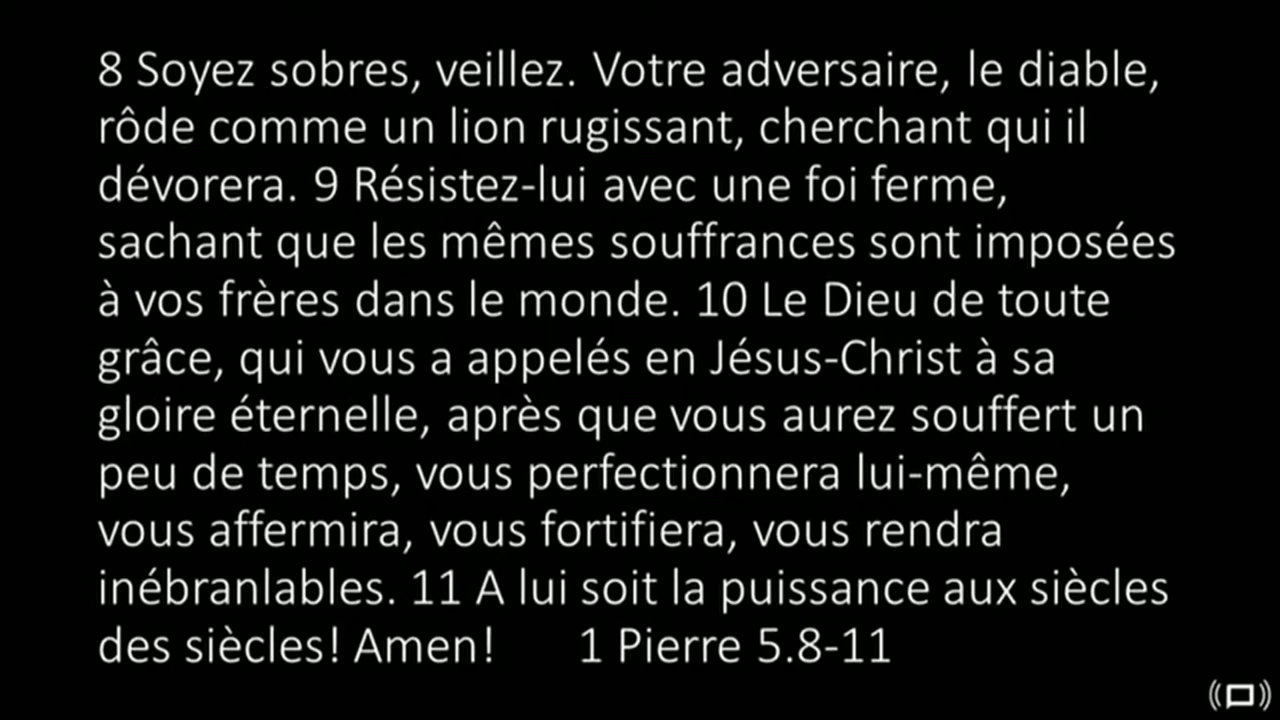 8 Soyez sobres, veillez. Votre adversaire, le diable,
rôde comme un lion rugissant, cherchant qui il
dévorera. 9 Résistez-lui avec une foi ferme,
sachant que les mêmes souffrances sont imposées
à vos frères dans le monde. 10 Le Dieu de toute
grâce, qui vous a appelés en Jésus-Christ à sa
gloire éternelle, après que vous aurez souffert un
peu de temps, vous perfectionnera lui-même,
vous affermira, vous fortifiera, vous rendra
inébranlables. 11 A lui soit la puissance aux siècles
des siècles! Amen! 1 Pierre 5.8-11